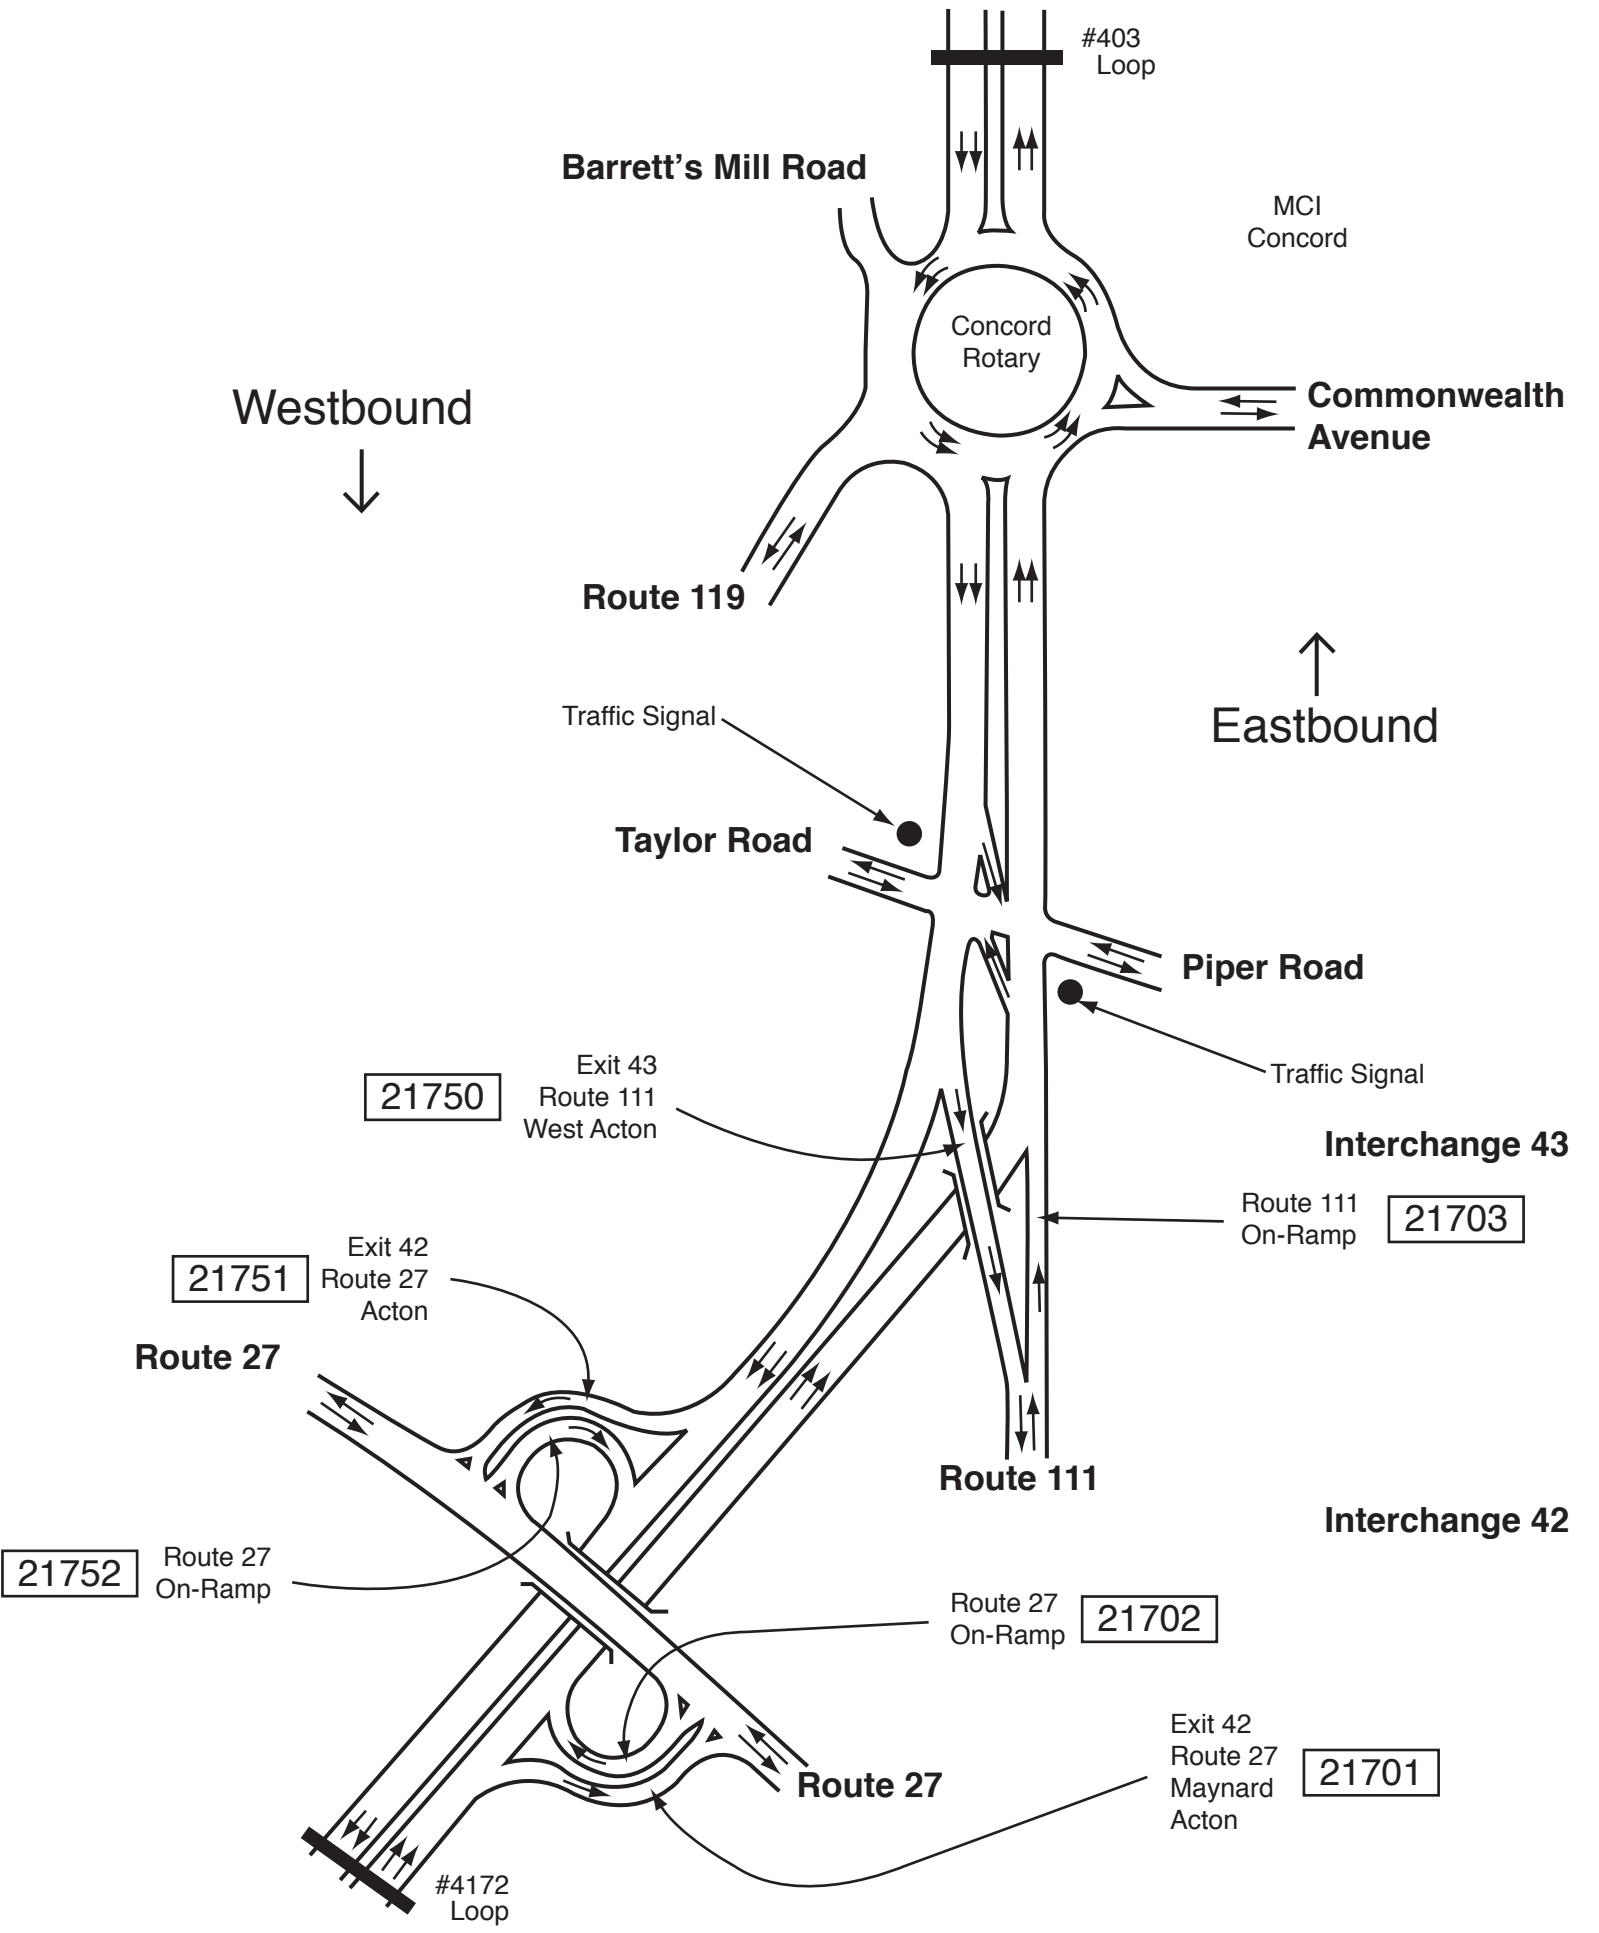 #403
Loop
Barrett’s Mill Road
MCI
Concord
Concord
Rotary
Westbound
Commonwealth
Avenue
Route 119
Eastbound
Traffic Signal
Taylor Road
Piper Road
Traffic Signal
21750
Exit 43
Route 111
West Acton
Interchange 43
Route 111
On-Ramp
21703
21751
Exit 42
Route 27
Acton
Route 27
Route 111
Interchange 42
21752
Route 27
On-Ramp
Route 27
On-Ramp
21702
Route 27
Exit 42
Route 27
Maynard
Acton
21701
#4172
Loop